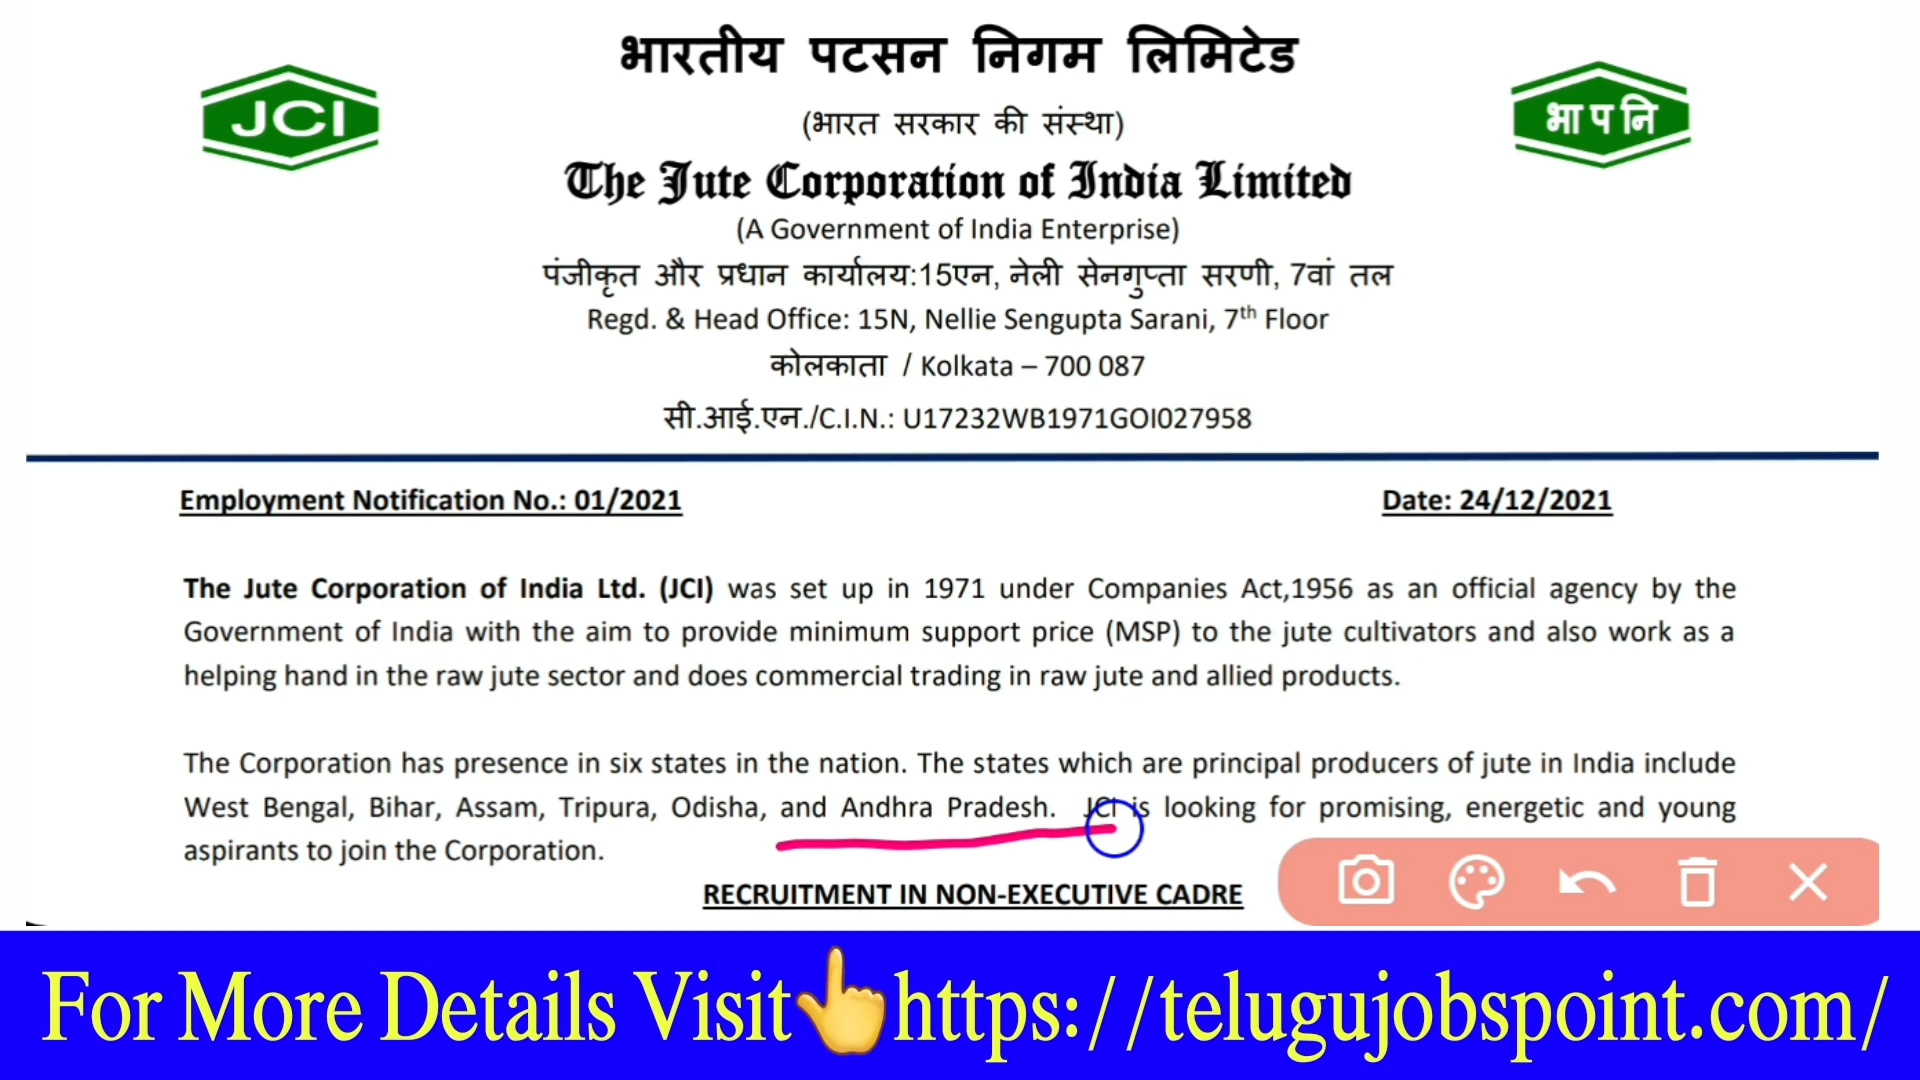 भारतीय पटसन निगम लिमिटेड
JCI
भा प नि
(भारत सरकार की संस्था)
The Jute Corporation of India Limited
(A Government of India Enterprise)
पंजीकृत और प्रधान कार्यालय:15एन, नेली सेनगुप्ता सरणी, 7वां तल
Regd. & Head Office: 15N, Nellie Sengupta Sarani, 7th Floor
कोलकाता / Kolkata – 700 087
सी.आई.एन./C.I.N.: U17232WB1971GOI027958
Employment Notification No.: 01/2021 Date: 24/12/2021
The Jute Corporation of India Ltd. (JCI) was set up in 1971 under Companies Act,1956 as an official agency by the
Government of India with the aim to provide minimum support price (MSP) to the jute cultivators and also work as a
helping hand in the raw jute sector and does commercial trading in raw jute and allied products.
The Corporation has presence in six states in the nation. The states which are principal producers of jute in India include
West Bengal, Bihar, Assam, Tripura, Odisha, and Andhra Pradesh. JCI is looking for promising, energetic and young
aspirants to join the Corporation.
RECRUITMENT IN NON-EXECUTIVE CADRE
For More Details Visit👆https://telugujobspoint.com/